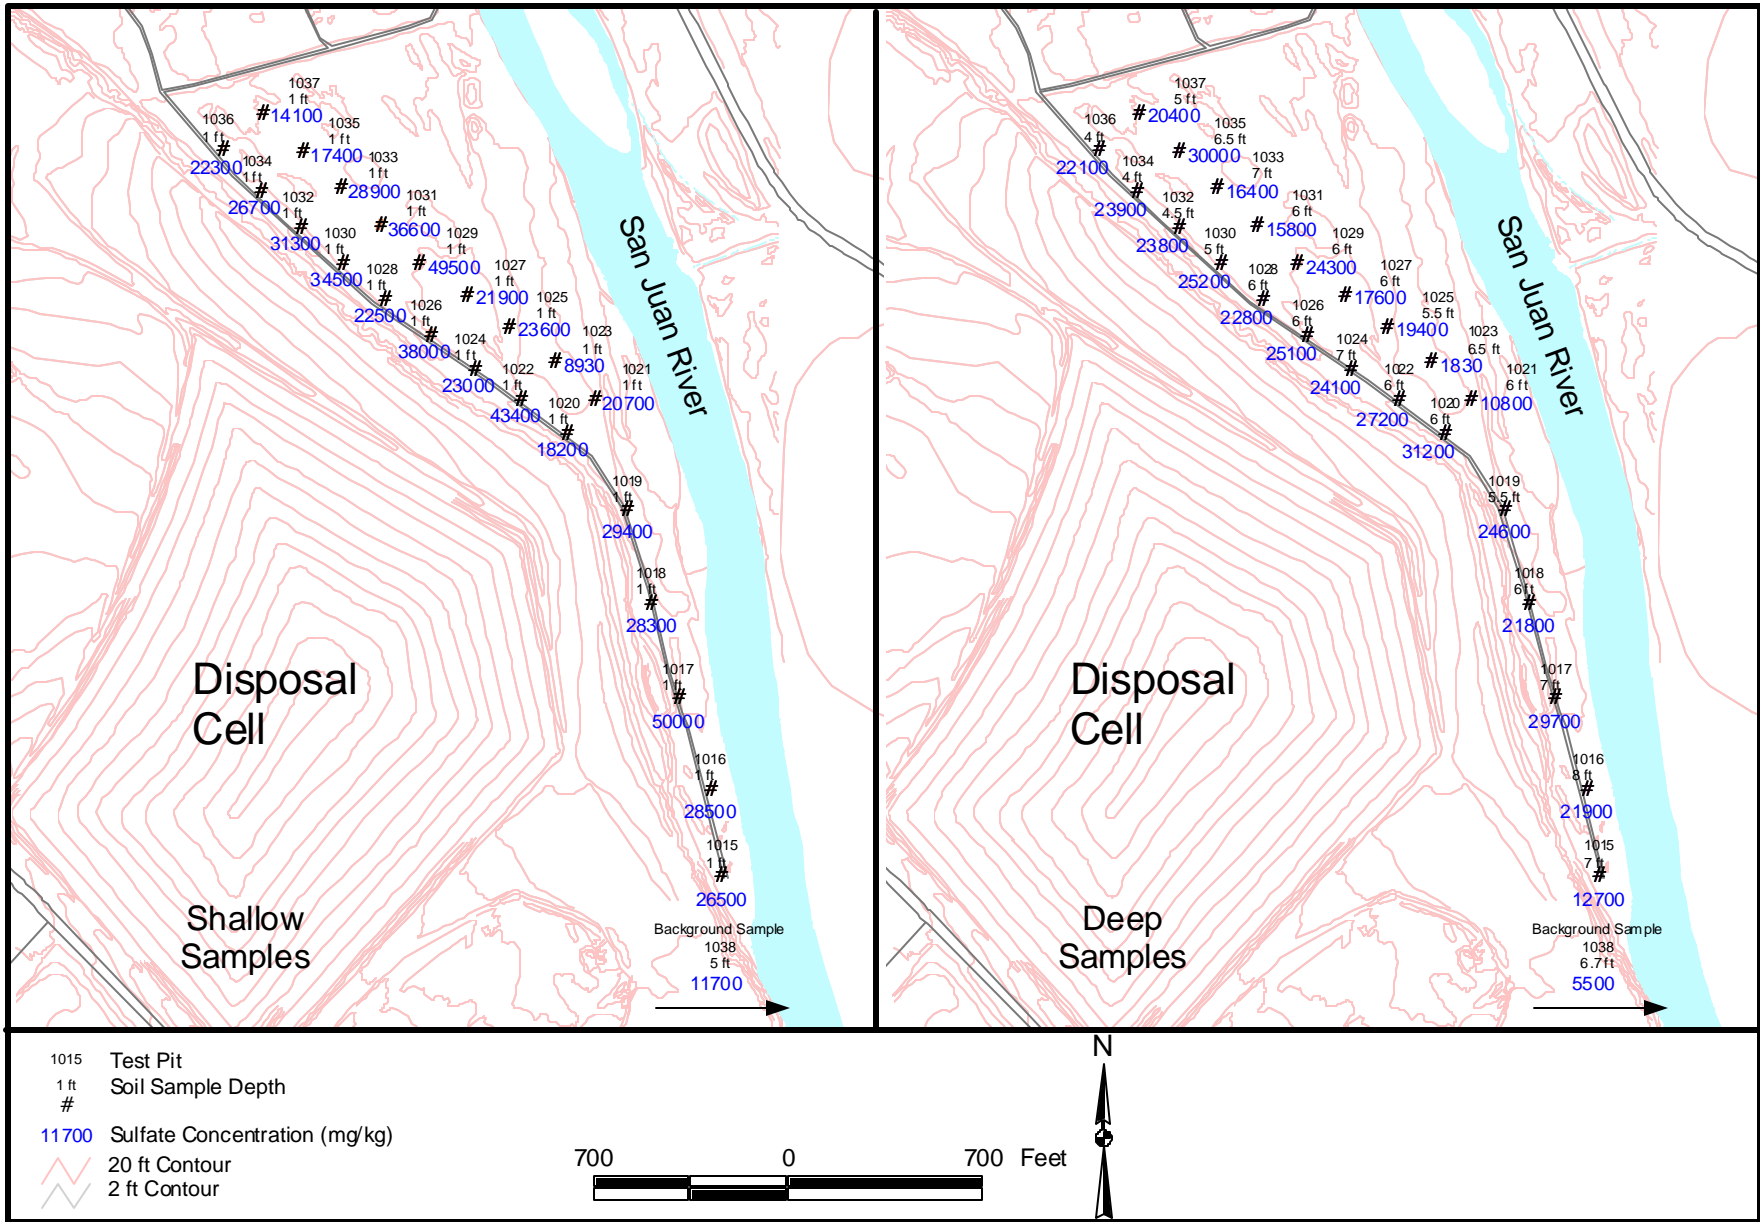 1037
1 ft
14100
1036
1 ft
22300
1035
1 ft
17400
1034
1 ft
26700
1033
1 ft
28900
1032
1 ft
31300
1031
1 ft
36600
1030
1 ft
34500
1029
1 ft
49500
1028
1 ft
22500
1027
1 ft
21900
1026
1 ft
38000
1025
1 ft
23600
1024
1 ft
23000
1023
1 ft
8930
1022
1 ft
43400
1021
1 ft
20700
1020
1 ft
18200
1019
1 ft
29400
1018
1 ft
28300
1017
1 ft
50000
1016
1 ft
28500
1015
1 ft
26500
San Juan River
Disposal
Cell
Shallow
Samples
Background Sample
1038
5 ft
11700
1037
5 ft
20400
1036
4 ft
22100
1035
6.5 ft
30000
1034
4 ft
23900
1033
7 ft
16400
1032
4.5 ft
23800
1031
6 ft
15800
1030
5 ft
25200
1029
6 ft
24300
1028
6 ft
22800
1027
6 ft
17600
1026
6 ft
25100
1025
5.5 ft
19400
1024
7 ft
24100
1023
6.5 ft
1830
1022
6 ft
27200
1021
6 ft
10800
1020
6 ft
31200
1019
5.5 ft
24600
1018
6 ft
21800
1017
7 ft
29700
1016
8 ft
21900
1015
7 ft
12700
San Juan River
Disposal
Cell
Deep
Samples
Background Sample
1038
6.7 ft
5500
1015 Test Pit
1 ft Soil Sample Depth
#
11700 Sulfate Concentration (mg/kg)
20 ft Contour
2 ft Contour
700 0 700 Feet
N